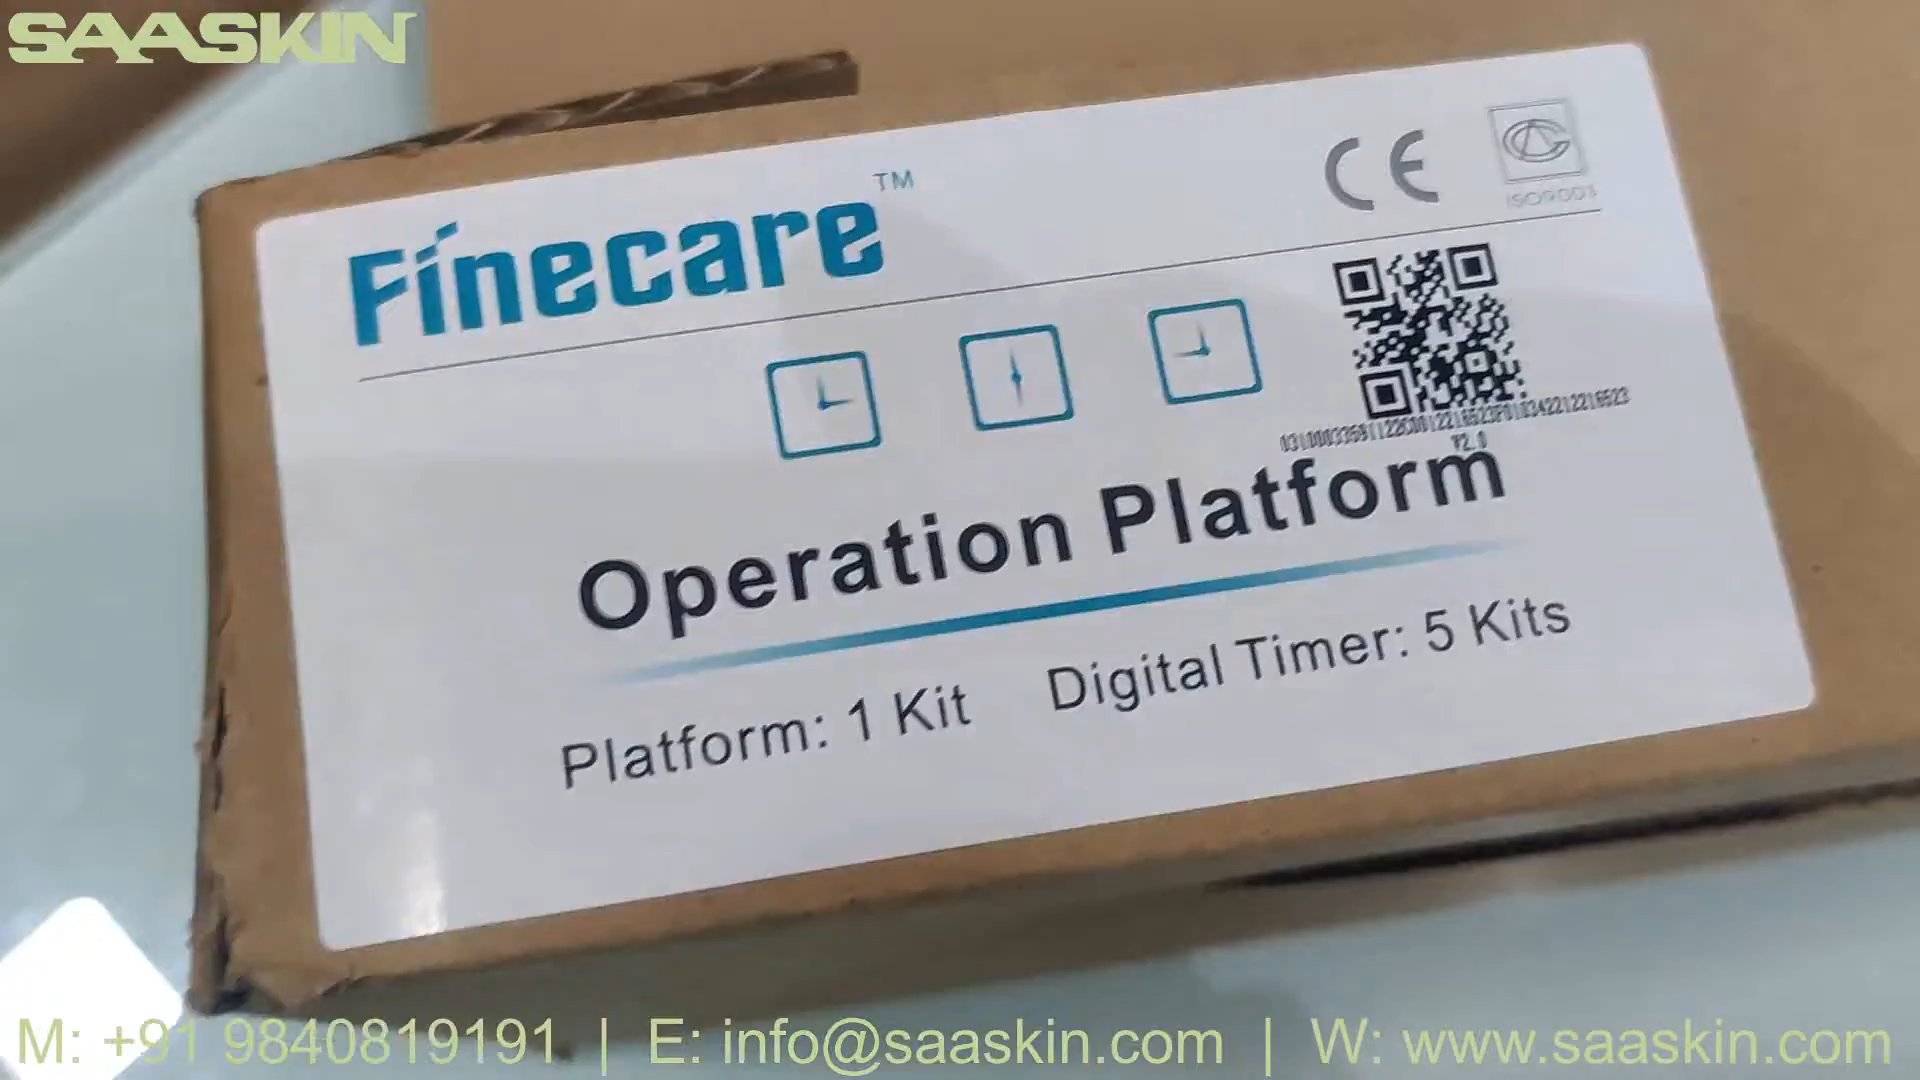 SAASKIN
Finecare™
CE
ISO9001
V2.0
Operation Platform
Platform: 1 Kit Digital Timer: 5 Kits
M: +91 9840819191 | E: info@saaskin.com | W: www.saaskin.com